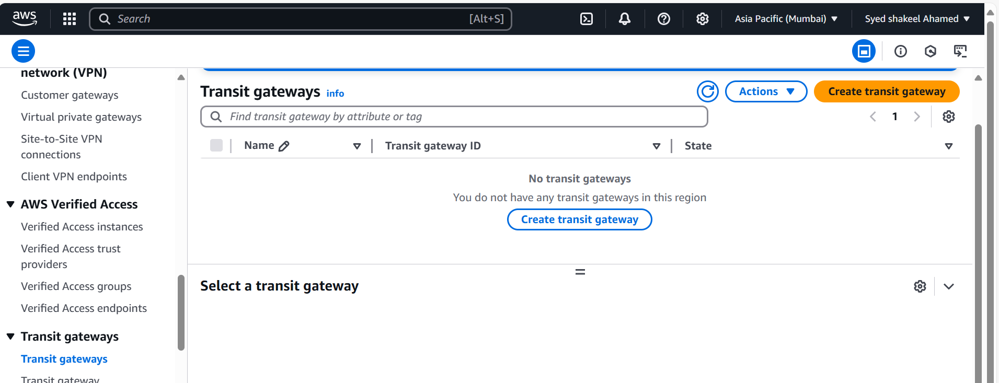 aws
Search [Alt+S]
Asia Pacific (Mumbai)
Syed shakeel Ahamed
network (VPN)
Customer gateways
Virtual private gateways
Site-to-Site VPN
connections
Client VPN endpoints
AWS Verified Access
Verified Access instances
Verified Access trust
providers
Verified Access groups
Verified Access endpoints
Transit gateways
Transit gateways
Transit gateway
Transit gateways info
Actions
Create transit gateway
Find transit gateway by attribute or tag
1
Name
Transit gateway ID
State
No transit gateways
You do not have any transit gateways in this region
Create transit gateway
Select a transit gateway